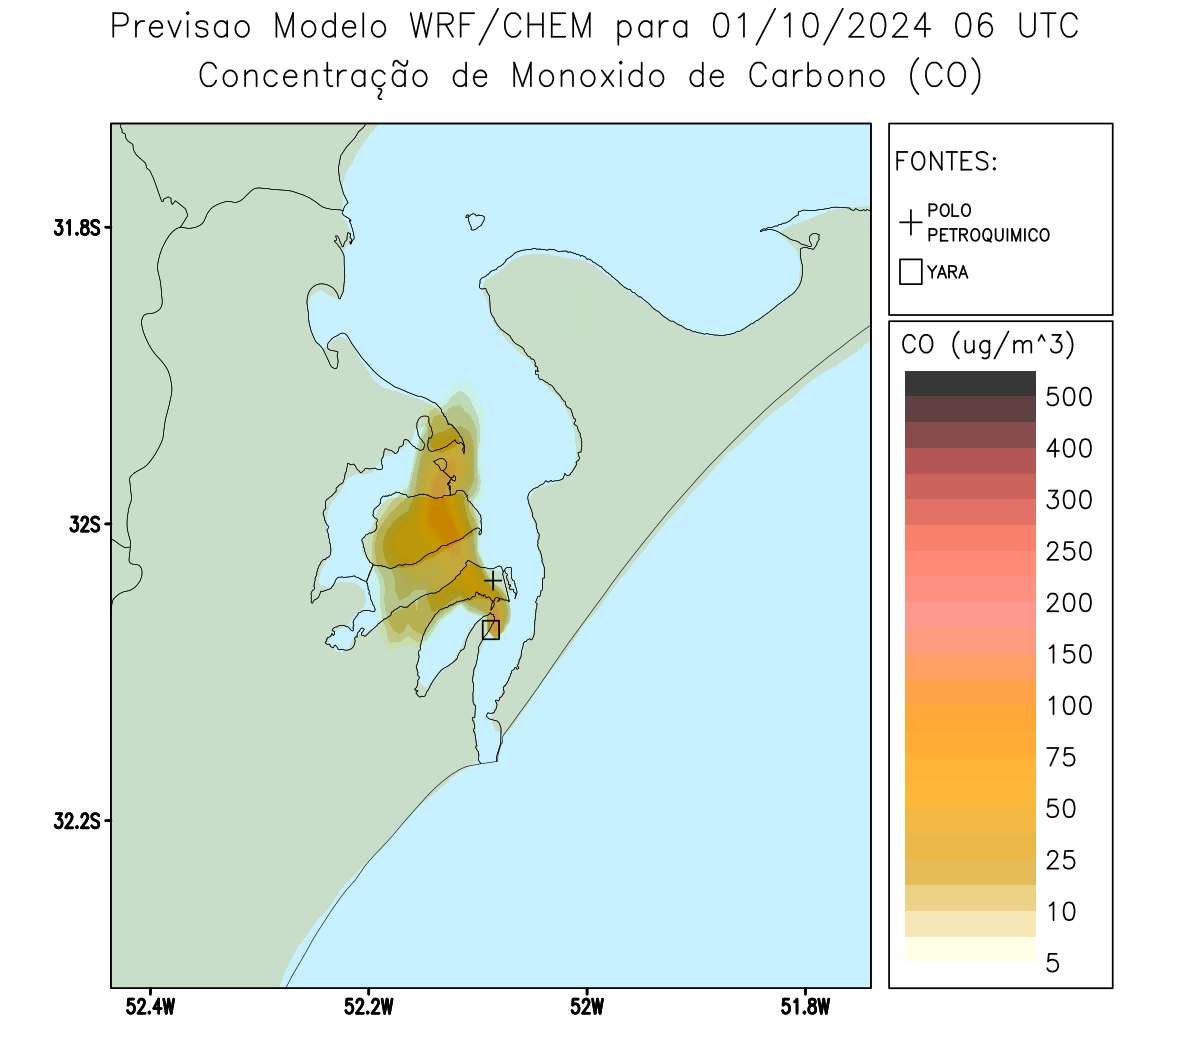 Previsao Modelo WRF/CHEM para 01/10/2024 06 UTC
Concentração de Monoxido de Carbono (CO)
FONTES:
POLO
PETROQUIMICO
YARA
CO (ug/m^3)
500
400
300
250
200
150
100
75
50
25
10
5
31.8S
32S
32.2S
52.4W
52.2W
52W
51.8W